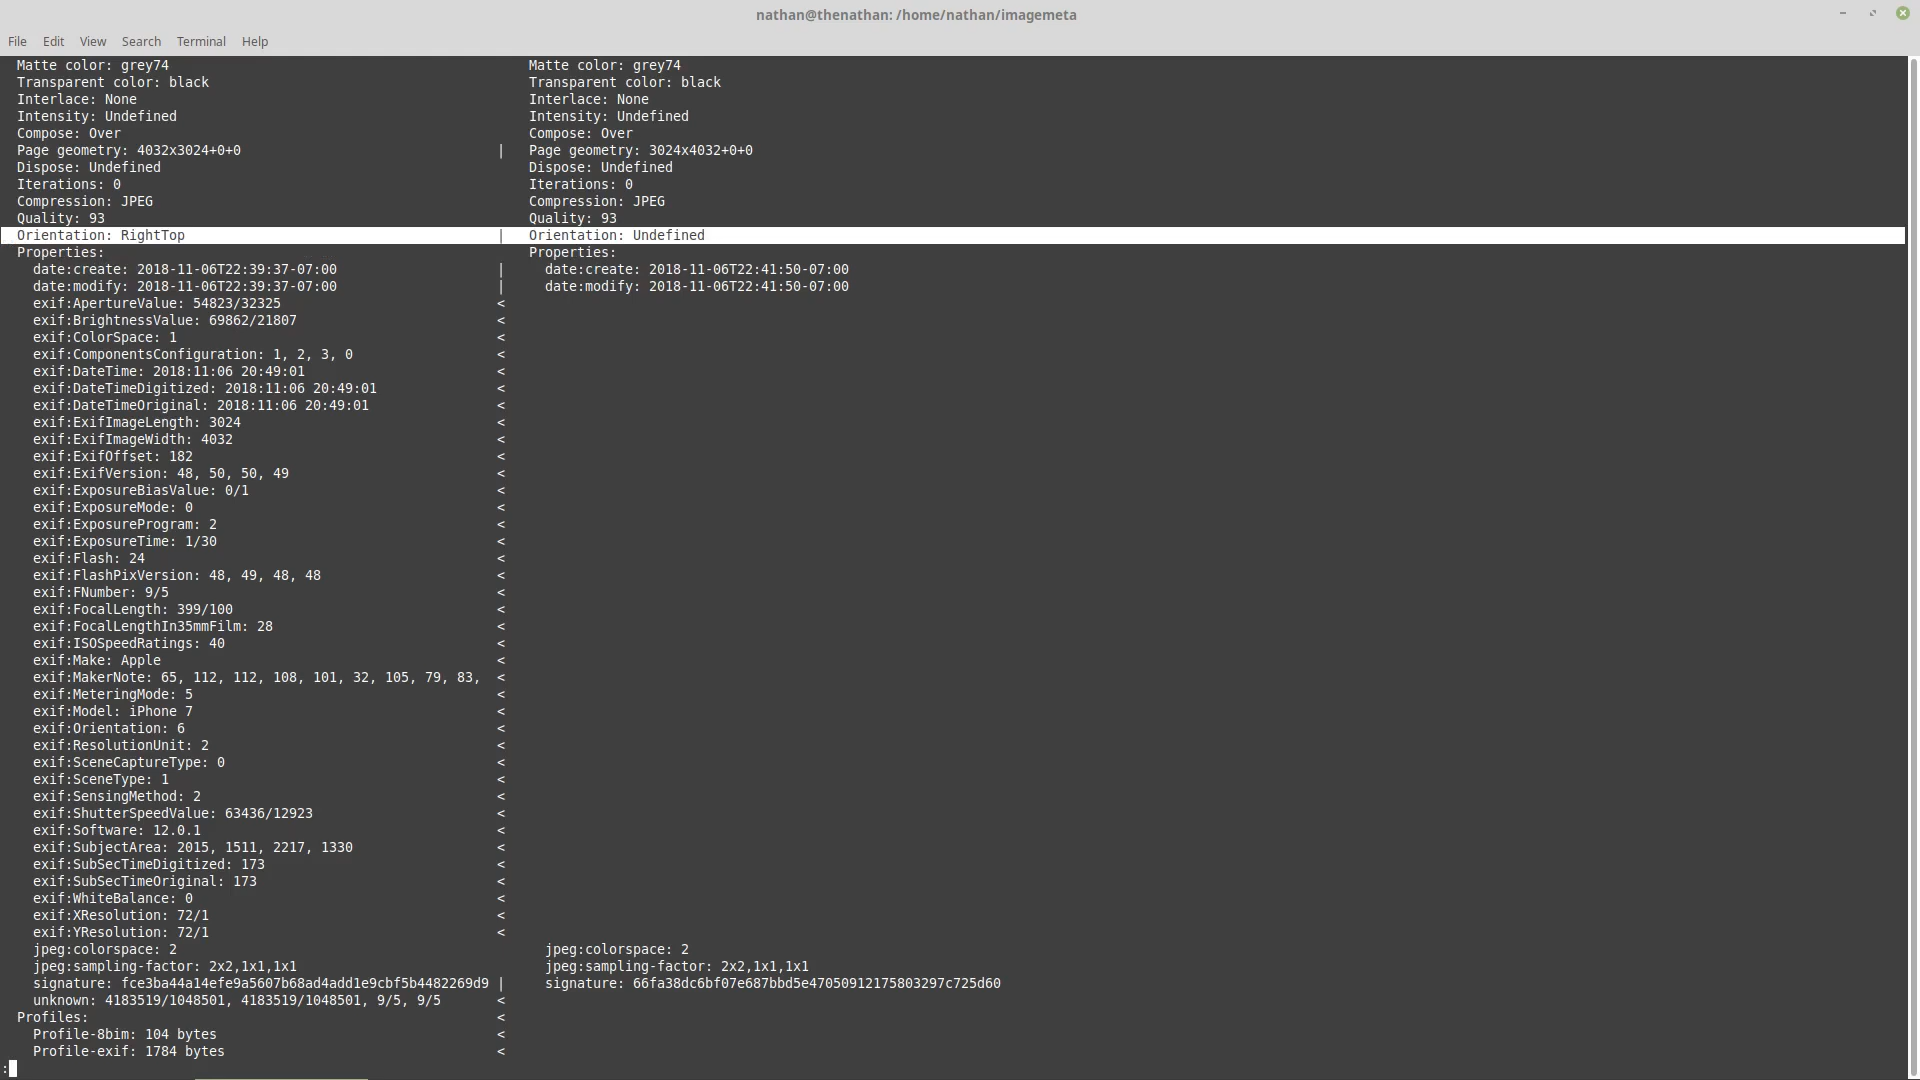 nathan@thenathan: /home/nathan/imagemeta
File Edit View Search Terminal Help
Matte color: grey74 Matte color: grey74
Transparent color: black Transparent color: black
Interlace: None Interlace: None
Intensity: Undefined Intensity: Undefined
Compose: Over Compose: Over
Page geometry: 4032x3024+0+0 | Page geometry: 3024x4032+0+0
Dispose: Undefined Dispose: Undefined
Iterations: 0 Iterations: 0
Compression: JPEG Compression: JPEG
Quality: 93 Quality: 93
Orientation: RightTop | Orientation: Undefined
Properties: Properties:
date:create: 2018-11-06T22:39:37-07:00 | date:create: 2018-11-06T22:41:50-07:00
date:modify: 2018-11-06T22:39:37-07:00 | date:modify: 2018-11-06T22:41:50-07:00
exif:ApertureValue: 54823/32325 <
exif:BrightnessValue: 69862/21807 <
exif:ColorSpace: 1 <
exif:ComponentsConfiguration: 1, 2, 3, 0 <
exif:DateTime: 2018:11:06 20:49:01 <
exif:DateTimeDigitized: 2018:11:06 20:49:01 <
exif:DateTimeOriginal: 2018:11:06 20:49:01 <
exif:ExifImageLength: 3024 <
exif:ExifImageWidth: 4032 <
exif:ExifOffset: 182 <
exif:ExifVersion: 48, 50, 50, 49 <
exif:ExposureBiasValue: 0/1 <
exif:ExposureMode: 0 <
exif:ExposureProgram: 2 <
exif:ExposureTime: 1/30 <
exif:Flash: 24 <
exif:FlashPixVersion: 48, 49, 48, 48 <
exif:FNumber: 9/5 <
exif:FocalLength: 399/100 <
exif:FocalLengthIn35mmFilm: 28 <
exif:ISOSpeedRatings: 40 <
exif:Make: Apple <
exif:MakerNote: 65, 112, 112, 108, 101, 32, 105, 79, 83, <
exif:MeteringMode: 5 <
exif:Model: iPhone 7 <
exif:Orientation: 6 <
exif:ResolutionUnit: 2 <
exif:SceneCaptureType: 0 <
exif:SceneType: 1 <
exif:SensingMethod: 2 <
exif:ShutterSpeedValue: 63436/12923 <
exif:Software: 12.0.1 <
exif:SubjectArea: 2015, 1511, 2217, 1330 <
exif:SubSecTimeDigitized: 173 <
exif:SubSecTimeOriginal: 173 <
exif:WhiteBalance: 0 <
exif:XResolution: 72/1 <
exif:YResolution: 72/1 <
jpeg:colorspace: 2 jpeg:colorspace: 2
jpeg:sampling-factor: 2x2,1x1,1x1 jpeg:sampling-factor: 2x2,1x1,1x1
signature: fce3ba44a14efe9a5607b68ad4add1e9cbf5b4482269d9 | signature: 66fa38dc6bf07e687bbd5e47050912175803297c725d60
unknown: 4183519/1048501, 4183519/1048501, 9/5, 9/5 <
Profiles: <
Profile-8bim: 104 bytes <
Profile-exif: 1784 bytes <
: